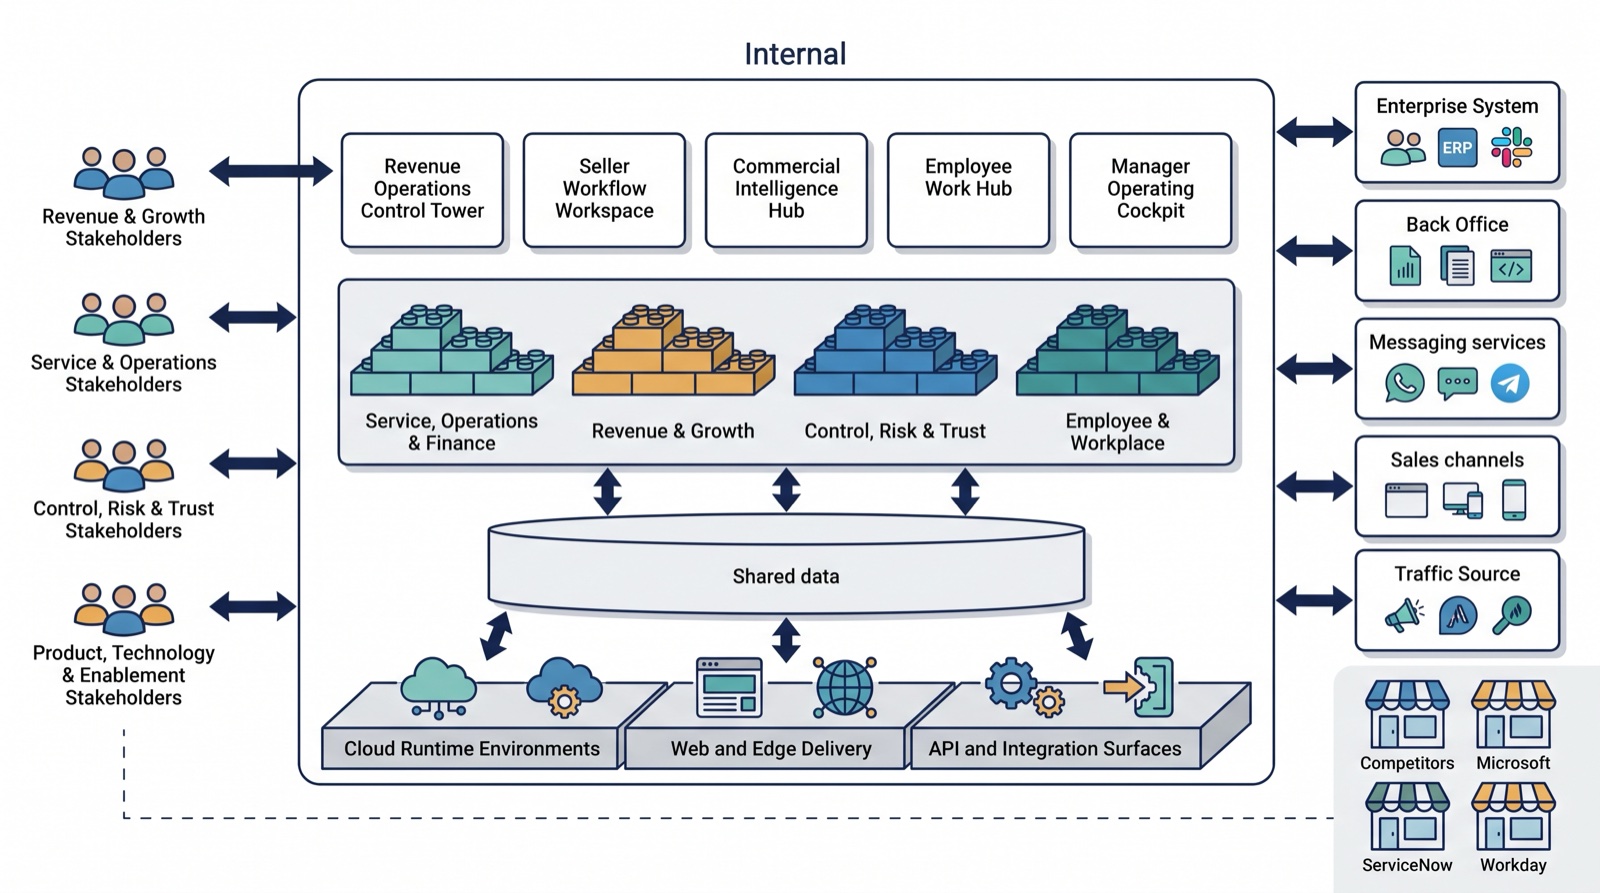 Internal
Revenue
Operations
Control Tower
Seller
Workflow
Workspace
Commercial
Intelligence
Hub
Employee
Work Hub
Manager
Operating
Cockpit
Revenue & Growth
Stakeholders
Service & Operations
Stakeholders
Control, Risk & Trust
Stakeholders
Product, Technology
& Enablement
Stakeholders
Service, Operations
& Finance
Revenue & Growth
Control, Risk & Trust
Employee &
Workplace
Shared data
Cloud Runtime Environments
Web and Edge Delivery
API and Integration Surfaces
Enterprise System
ERP
Back Office
</>
Messaging services
Sales channels
Traffic Source
Competitors
Microsoft
ServiceNow
Workday